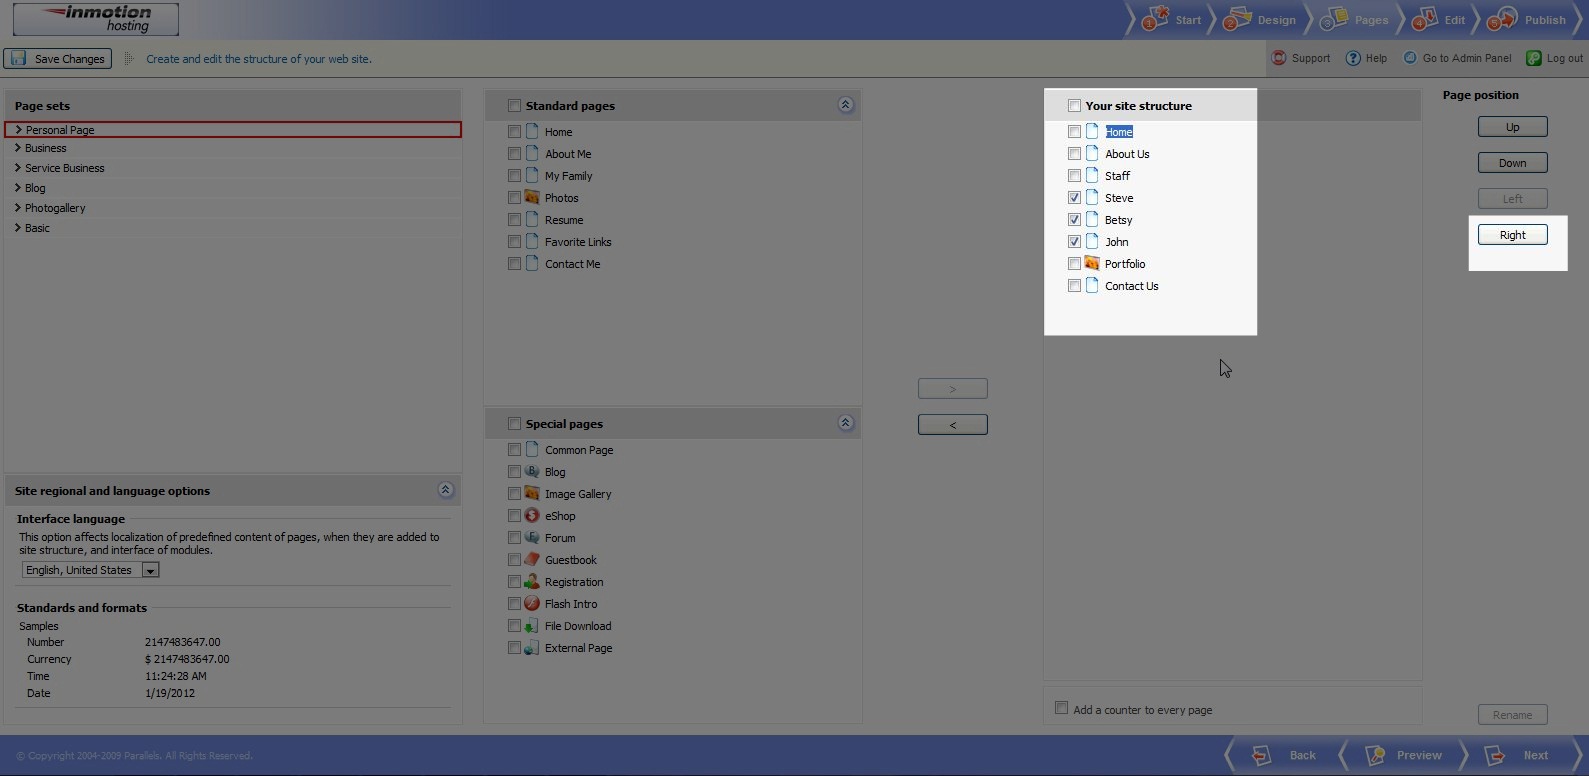 inmotion
hosting
1 Start
2 Design
3 Pages
4 Edit
5 Publish
Save Changes
Create and edit the structure of your web site.
Support
Help
Go to Admin Panel
Log out
Page sets
Personal Page
Business
Service Business
Blog
Photogallery
Basic
Standard pages
Home
About Me
My Family
Photos
Resume
Favorite Links
Contact Me
Special pages
Common Page
Blog
Image Gallery
eShop
Forum
Guestbook
Registration
Flash Intro
File Download
External Page
>
<
Your site structure
Home
About Us
Staff
Steve
Betsy
John
Portfolio
Contact Us
Add a counter to every page
Page position
Up
Down
Left
Right
Rename
Site regional and language options
Interface language
This option affects localization of predefined content of pages, when they are added to
site structure, and interface of modules.
English, United States
Standards and formats
Samples
Number 2147483647.00
Currency $ 2147483647.00
Time 11:24:28 AM
Date 1/19/2012
© Copyright 2004-2009 Parallels. All Rights Reserved.
Back
Preview
Next